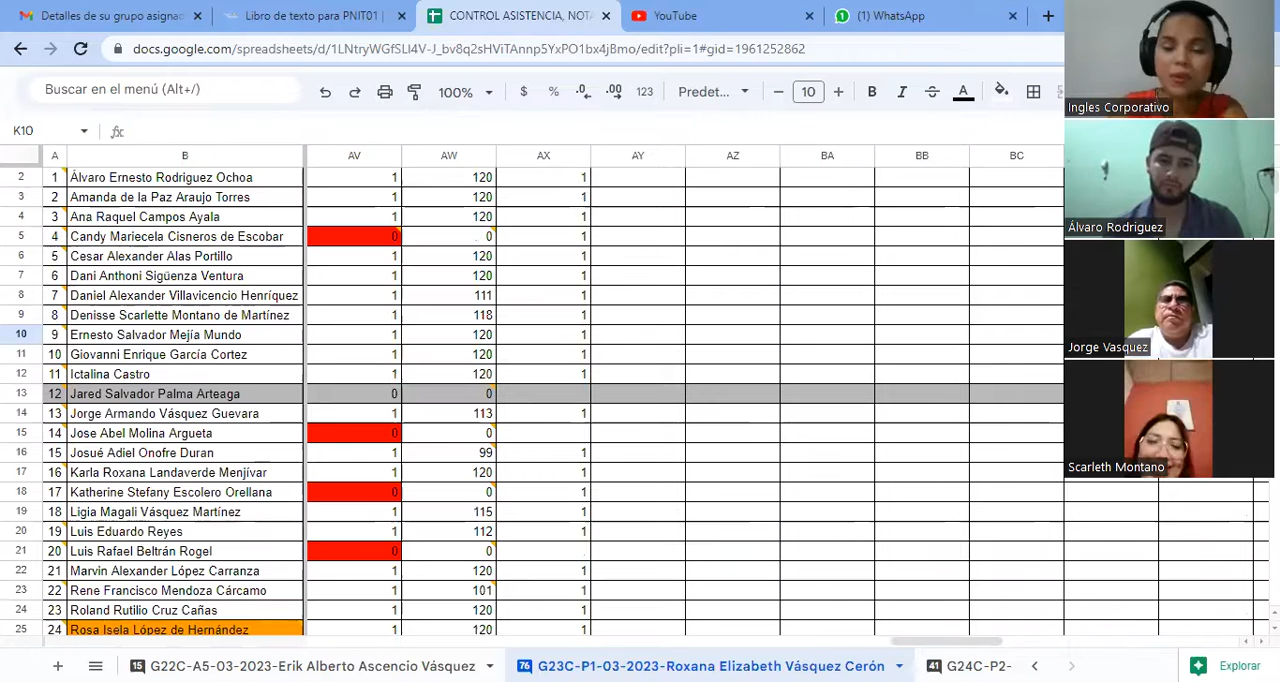 Detalles de su grupo asignad
Libro de texto para PNIT01 |
CONTROL ASISTENCIA, NOTA
YouTube
(1) WhatsApp
docs.google.com/spreadsheets/d/1LNtryWGfSLI4V-J_bv8q2sHViTAnnp5YxPO1bx4jBmo/edit?pli=1#gid=1961252862
Buscar en el menú (Alt+/)
100%
$ % .0 .00 123
Predet...
10
B I S A
K10
fx
A B AV AW AX AY AZ BA BB BC
2 1 Álvaro Ernesto Rodriguez Ochoa 1 120 1
3 2 Amanda de la Paz Araujo Torres 1 120 1
4 3 Ana Raquel Campos Ayala 1 120 1
5 4 Candy Mariecela Cisneros de Escobar 0 0 1
6 5 Cesar Alexander Alas Portillo 1 120 1
7 6 Dani Anthoni Sigüenza Ventura 1 120 1
8 7 Daniel Alexander Villavicencio Henríquez 1 111 1
9 8 Denisse Scarlette Montano de Martínez 1 118 1
10 9 Ernesto Salvador Mejía Mundo 1 120 1
11 10 Giovanni Enrique García Cortez 1 120 1
12 11 Ictalina Castro 1 120 1
13 12 Jared Salvador Palma Arteaga 0 0
14 13 Jorge Armando Vásquez Guevara 1 113 1
15 14 Jose Abel Molina Argueta 0 0
16 15 Josué Adiel Onofre Duran 1 39 1
17 16 Karla Roxana Landaverde Menjívar 1 120 1
18 17 Katherine Stefany Escolero Orellana 0 0 1
19 18 Ligia Magali Vásquez Martínez 1 115 1
20 19 Luis Eduardo Reyes 1 112 1
21 20 Luis Rafael Beltrán Rogel 0 0
22 21 Marvin Alexander López Carranza 1 120 1
23 22 Rene Francisco Mendoza Cárcamo 1 101 1
24 23 Roland Rutilio Cruz Cañas 1 120 1
25 24 Rosa Isela López de Hernández 1 120 1
15 G22C-A5-03-2023-Erik Alberto Ascencio Vásquez
76 G23C-P1-03-2023-Roxana Elizabeth Vásquez Cerón
41 G24C-P2-
Explorar
Ingles Corporativo
Álvaro Rodriguez
Jorge Vasquez
Scarleth Montano